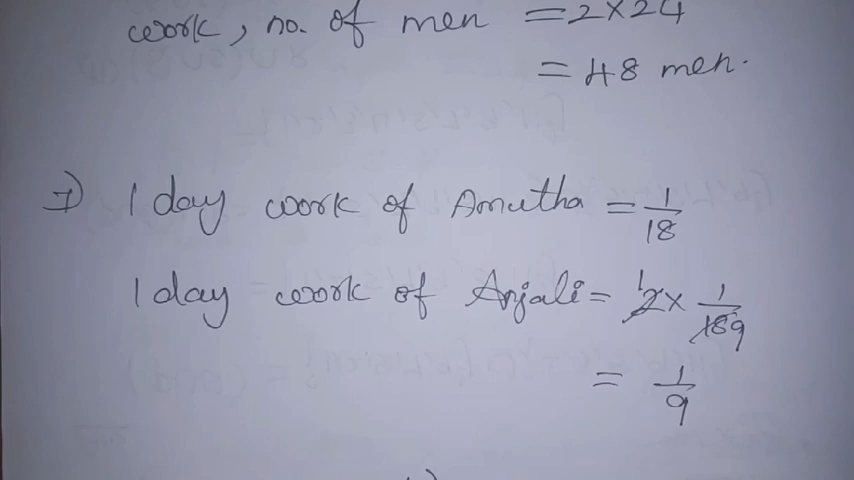 work, no. of men = 2 x 24
= 48 men.
7) 1 day work of Amutha = 1/18
1 day work of Anjali = 2 x 1/18 1 9
= 1/9